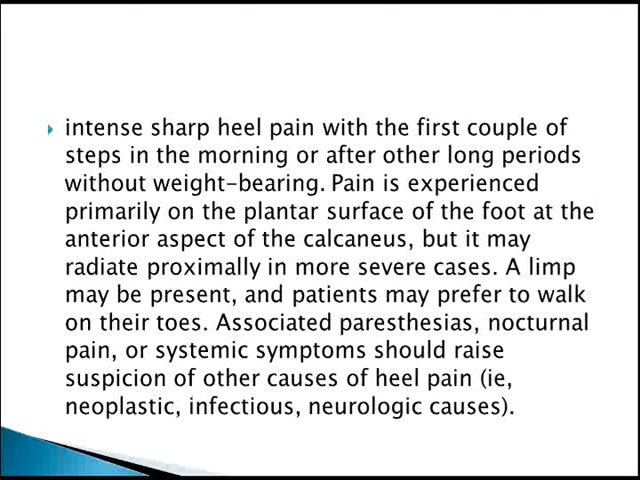 intense sharp heel pain with the first couple of
steps in the morning or after other long periods
without weight-bearing. Pain is experienced
primarily on the plantar surface of the foot at the
anterior aspect of the calcaneus, but it may
radiate proximally in more severe cases. A limp
may be present, and patients may prefer to walk
on their toes. Associated paresthesias, nocturnal
pain, or systemic symptoms should raise
suspicion of other causes of heel pain (ie,
neoplastic, infectious, neurologic causes).